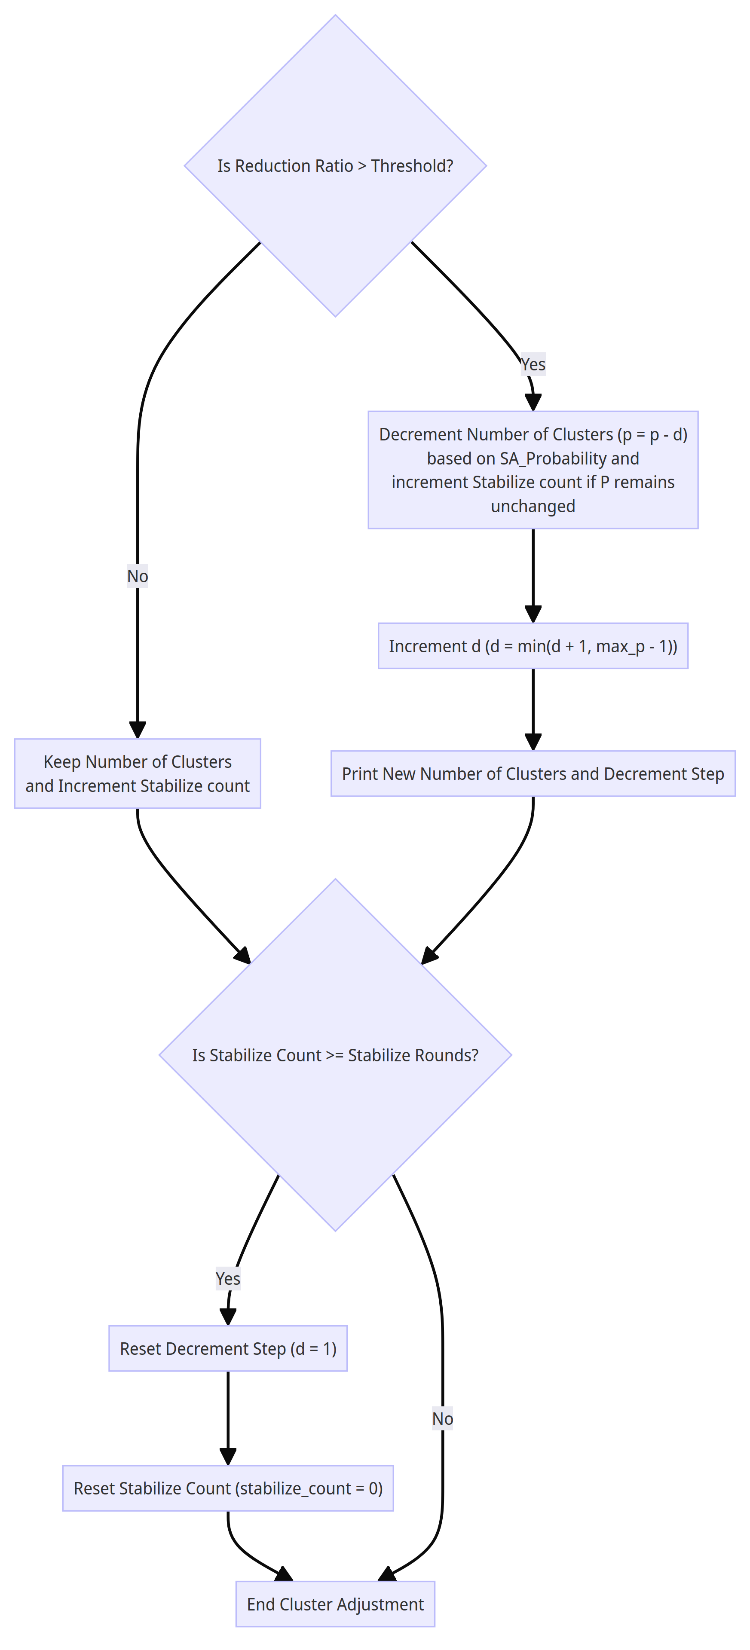 Is Reduction Ratio > Threshold?
Yes
Decrement Number of Clusters (p = p - d)
based on SA_Probability and
increment Stabilize count if P remains
unchanged
No
Increment d (d = min(d + 1, max_p - 1))
Keep Number of Clusters
and Increment Stabilize count
Print New Number of Clusters and Decrement Step
Is Stabilize Count >= Stabilize Rounds?
Yes
Reset Decrement Step (d = 1)
No
Reset Stabilize Count (stabilize_count = 0)
End Cluster Adjustment